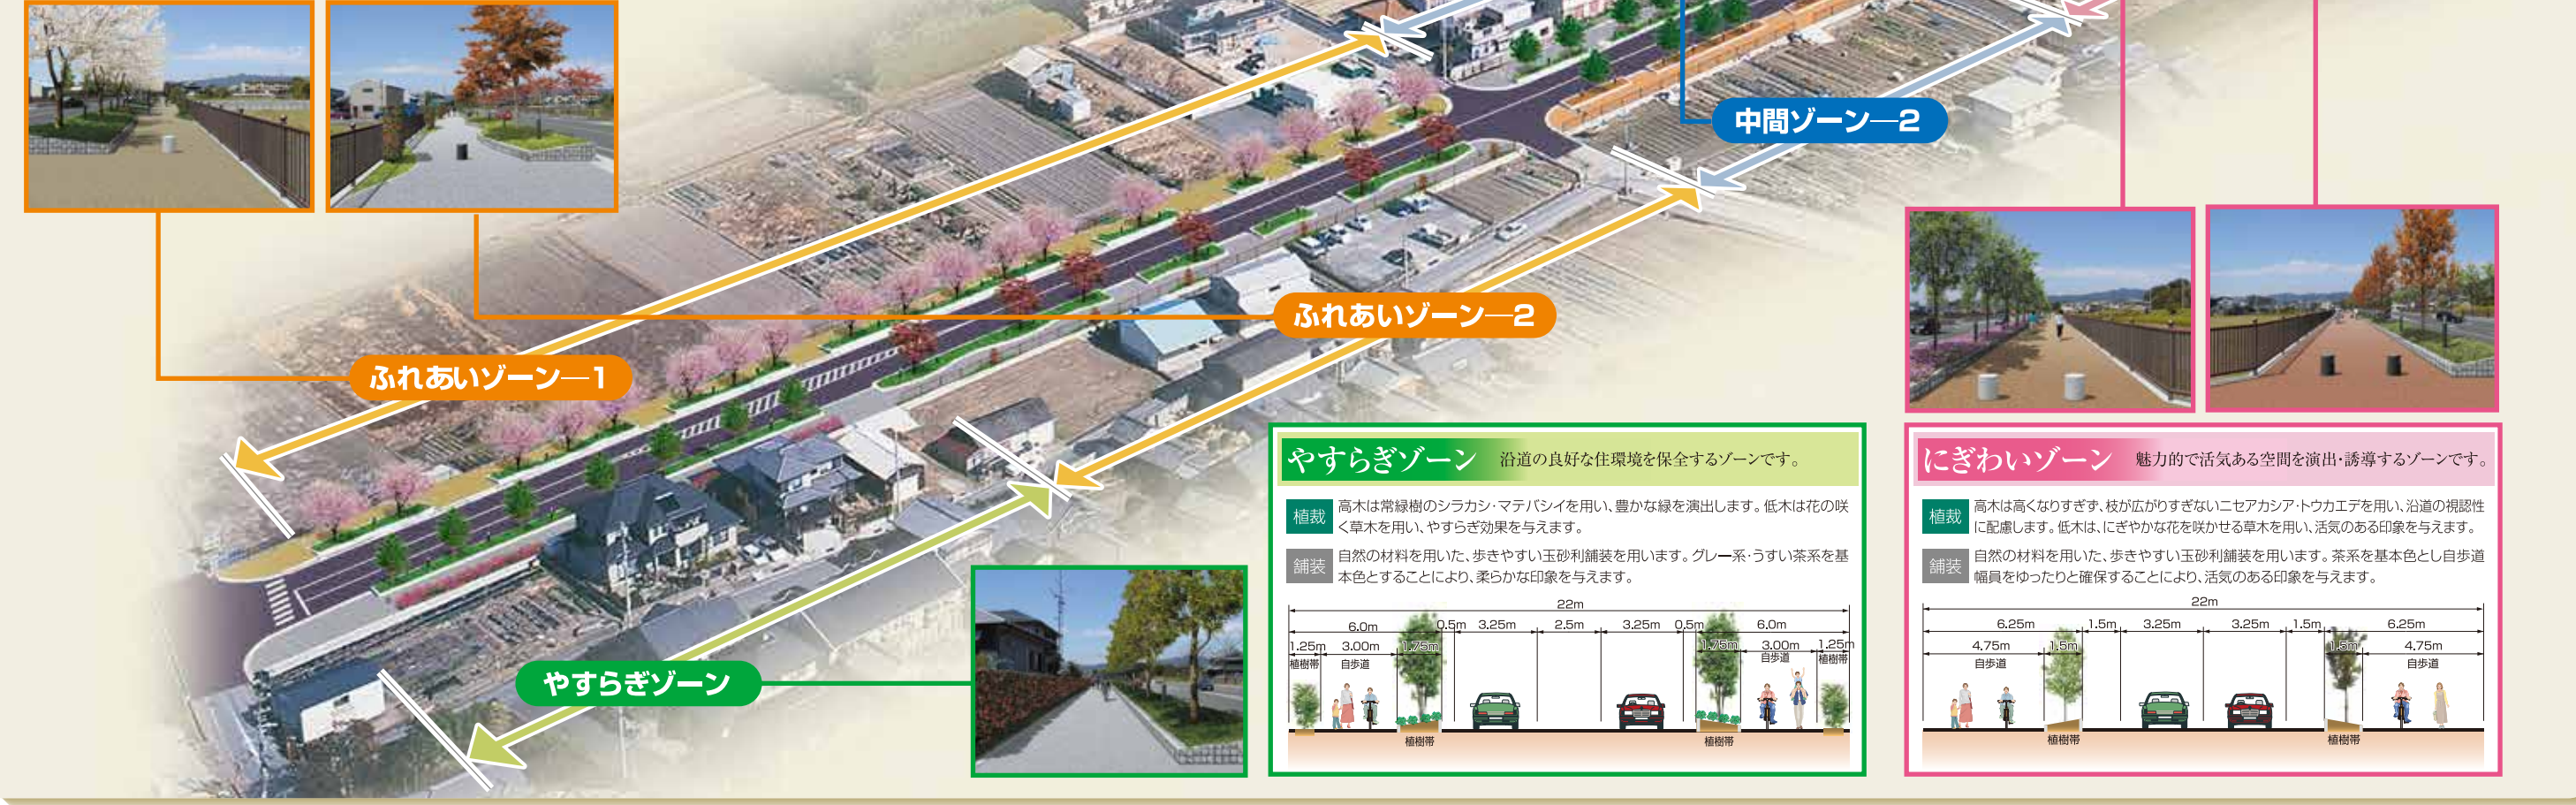 中間ゾーン—2
ふれあいゾーン—2
ふれあいゾーン—1
やすらぎゾーン
やすらぎゾーン 沿道の良好な住環境を保全するゾーンです。
植裁 高木は常緑樹のシラカシ・マテバシイを用い、豊かな緑を演出します。低木は花の咲
く草木を用い、やすらぎ効果を与えます。
舗装 自然の材料を用いた、歩きやすい玉砂利舗装を用います。グレー系・うすい茶系を基
本色とすることにより、柔らかな印象を与えます。
22m
6.0m 0.5m 3.25m 2.5m 3.25m 0.5m 6.0m
1.25m 3.00m 1.75m 1.75m 3.00m 1.25m
植樹帯 自歩道 自歩道 植樹帯
植樹帯 植樹帯
にぎわいゾーン 魅力的で活気ある空間を演出・誘導するゾーンです。
植裁 高木は高くなりすぎず、枝が広がりすぎないニセアカシア・トウカエデを用い、沿道の視認性
に配慮します。低木は、にぎやかな花を咲かせる草木を用い、活気のある印象を与えます。
舗装 自然の材料を用いた、歩きやすい玉砂利舗装を用います。茶系を基本色とし自歩道
幅員をゆったりと確保することにより、活気のある印象を与えます。
22m
6.25m 1.5m 3.25m 3.25m 1.5m 6.25m
4.75m 1.5m 1.5m 4.75m
自歩道 自歩道
植樹帯 植樹帯